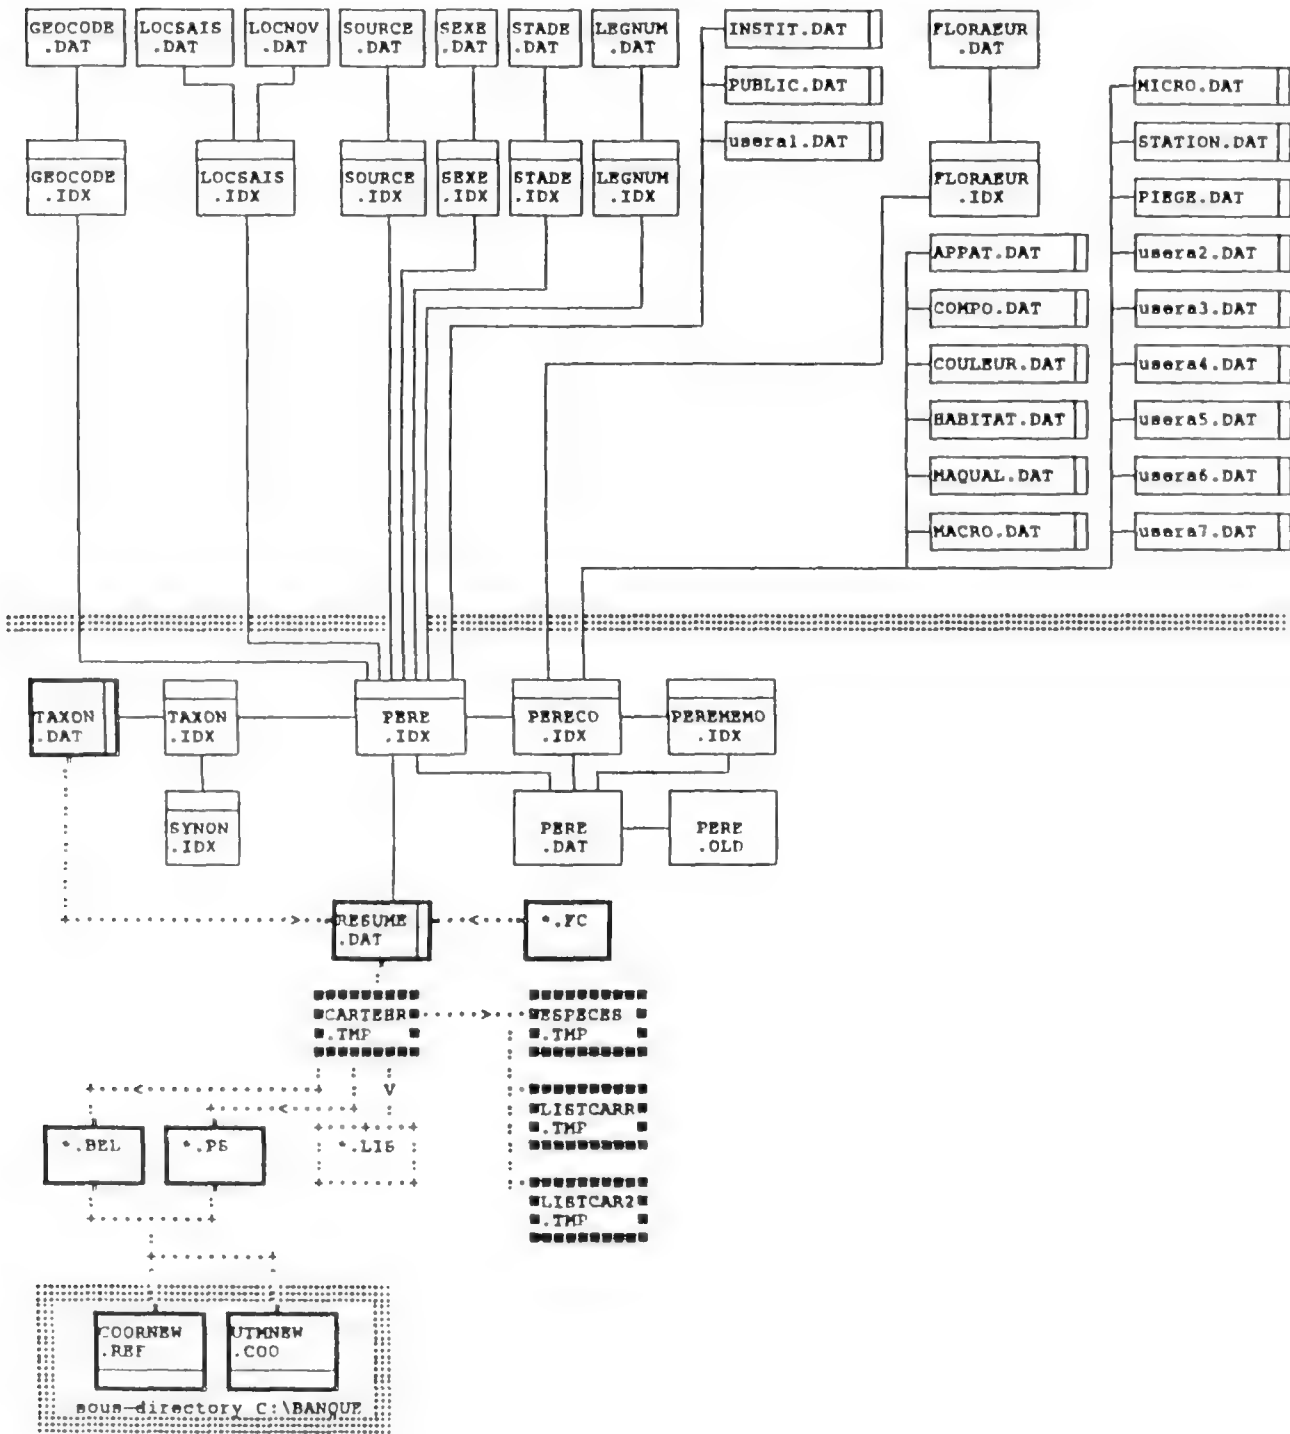 GEOCODE
.DAT
LOCSAIS
.DAT
LOCNOV
.DAT
SOURCE
.DAT
SEXE
.DAT
STADE
.DAT
LEGNUM
.DAT
INSTIT.DAT
PUBLIC.DAT
usera1.DAT
FLORAEUR
.DAT
MICRO.DAT
STATION.DAT
PIEGE.DAT
usera2.DAT
usera3.DAT
usera4.DAT
usera5.DAT
usera6.DAT
usera7.DAT
GEOCODE
.IDX
LOCSAIS
.IDX
SOURCE
.IDX
SEXE
.IDX
STADE
.IDX
LEGNUM
.IDX
FLORAEUR
.IDX
APPAT.DAT
COMPO.DAT
COULEUR.DAT
HABITAT.DAT
MAQUAL.DAT
MACRO.DAT
TAXON
.DAT
TAXON
.IDX
PERE
.IDX
PERECO
.IDX
PEREMEMO
.IDX
SYNON
.IDX
PERE
.DAT
PERE
.OLD
RESUME
.DAT
*.FC
CARTEHR
.TMP
ESPECES
.TMP
LISTCARR
.TMP
LISTCAR2
.TMP
*.BEL
*.PS
*.LIS
COORNEW
.REF
UTMNEW
.COO
sous-directory C:\BANQUE